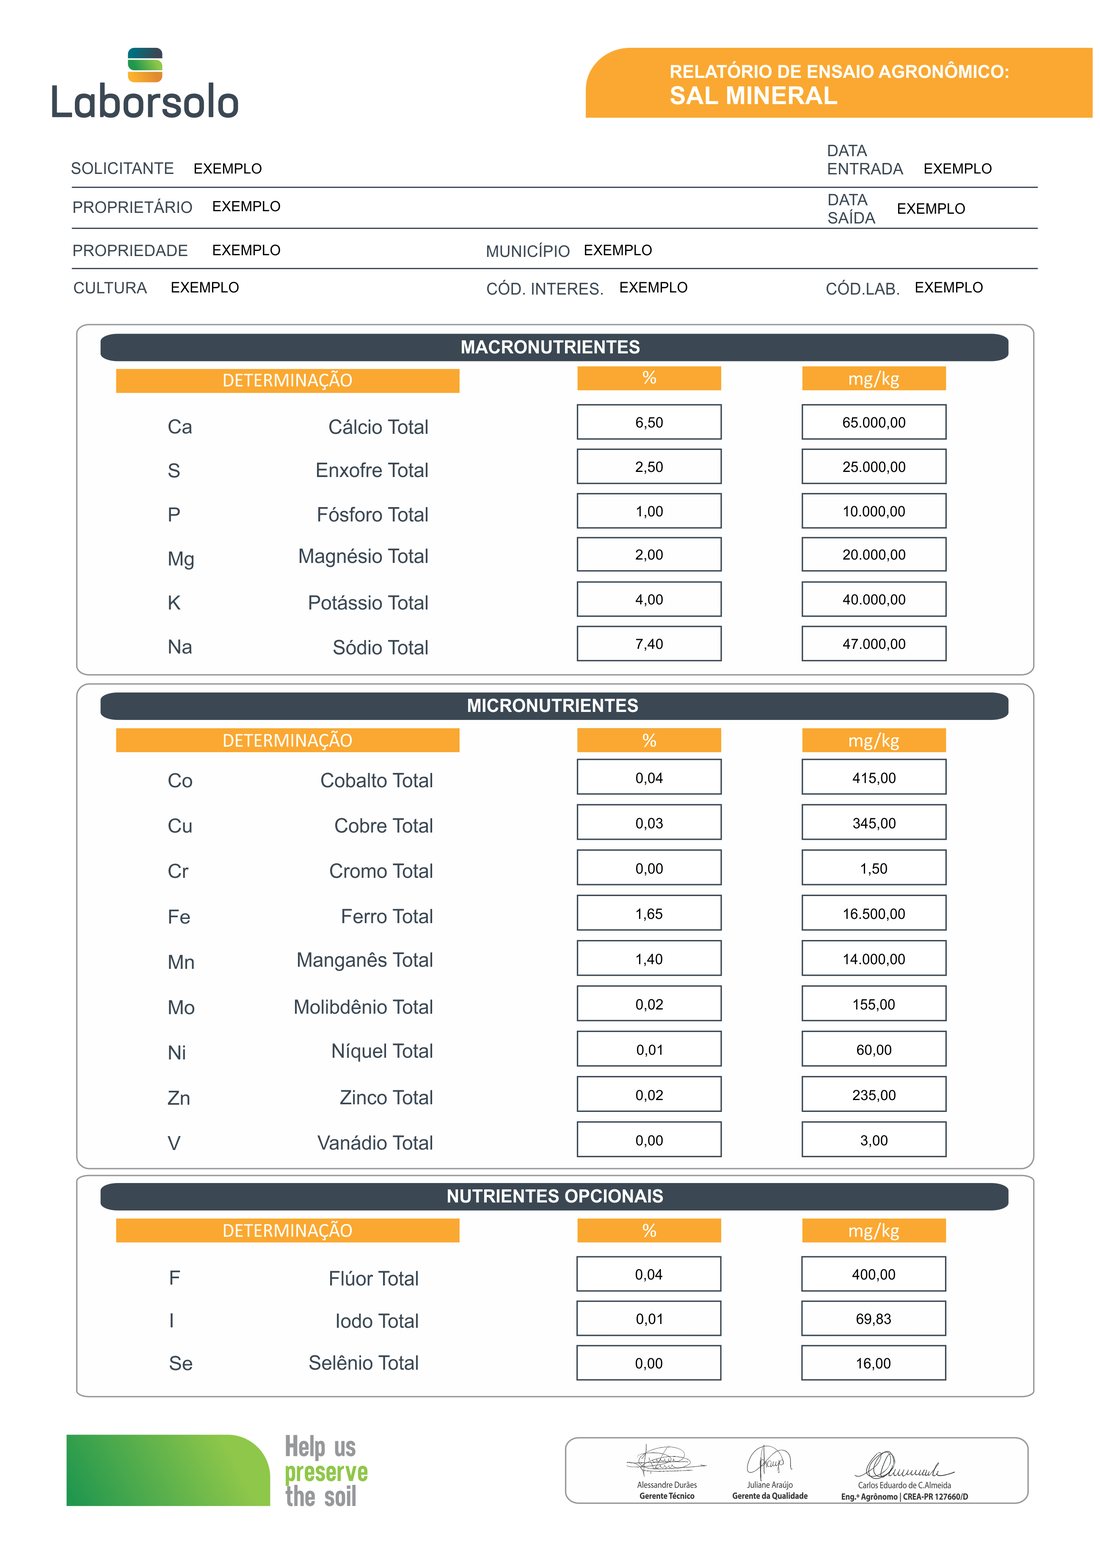 Laborsolo
RELATÓRIO DE ENSAIO AGRONÔMICO:
SAL MINERAL
SOLICITANTE EXEMPLO DATA ENTRADA EXEMPLO
PROPRIETÁRIO EXEMPLO DATA SAÍDA EXEMPLO
PROPRIEDADE EXEMPLO MUNICÍPIO EXEMPLO
CULTURA EXEMPLO CÓD. INTERES. EXEMPLO CÓD.LAB. EXEMPLO
MACRONUTRIENTES
DETERMINAÇÃO % mg/kg
Ca Cálcio Total 6,50 65.000,00
S Enxofre Total 2,50 25.000,00
P Fósforo Total 1,00 10.000,00
Mg Magnésio Total 2,00 20.000,00
K Potássio Total 4,00 40.000,00
Na Sódio Total 7,40 47.000,00
MICRONUTRIENTES
DETERMINAÇÃO % mg/kg
Co Cobalto Total 0,04 415,00
Cu Cobre Total 0,03 345,00
Cr Cromo Total 0,00 1,50
Fe Ferro Total 1,65 16.500,00
Mn Manganês Total 1,40 14.000,00
Mo Molibdênio Total 0,02 155,00
Ni Níquel Total 0,01 60,00
Zn Zinco Total 0,02 235,00
V Vanádio Total 0,00 3,00
NUTRIENTES OPCIONAIS
DETERMINAÇÃO % mg/kg
F Flúor Total 0,04 400,00
I Iodo Total 0,01 69,83
Se Selênio Total 0,00 16,00
Help us
preserve
the soil
Alessandre Durães Juliane Araújo Carlos Eduardo de C.Almeida
Gerente Técnico Gerente da Qualidade Eng.º Agrônomo | CREA-PR 127660/D